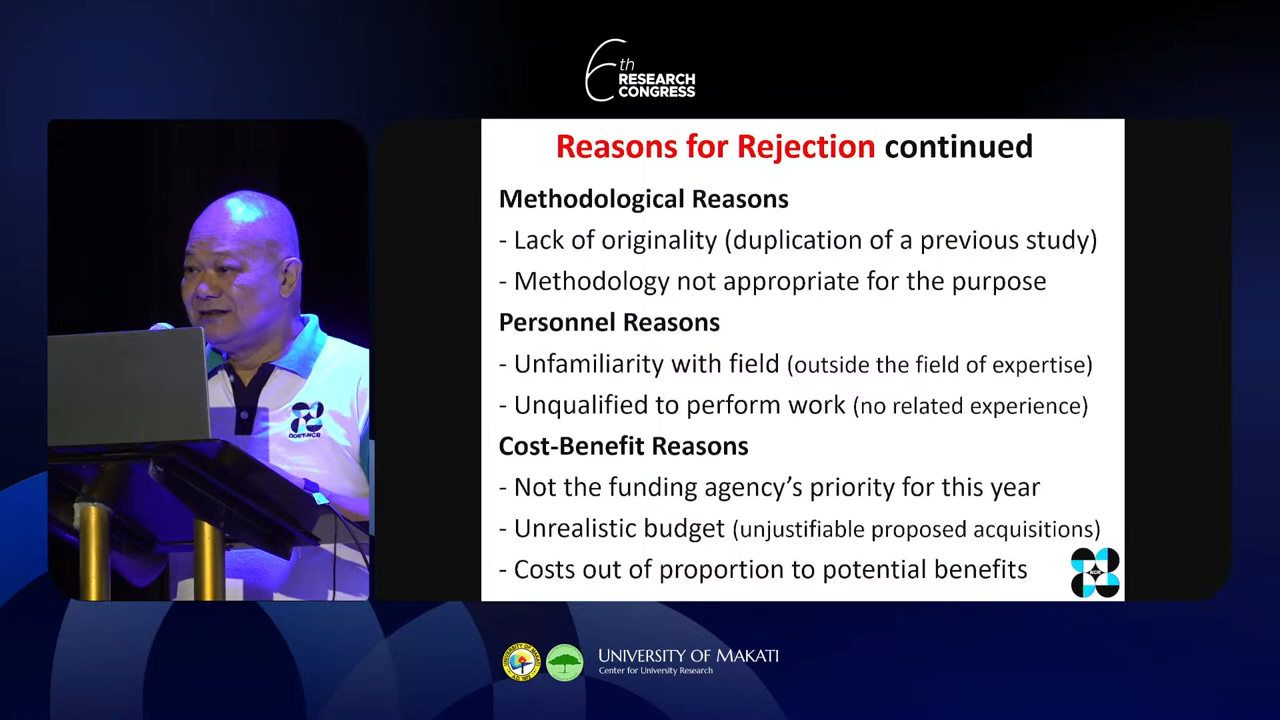 6th
RESEARCH
CONGRESS
Reasons for Rejection continued
Methodological Reasons
- Lack of originality (duplication of a previous study)
- Methodology not appropriate for the purpose
Personnel Reasons
- Unfamiliarity with field (outside the field of expertise)
- Unqualified to perform work (no related experience)
Cost-Benefit Reasons
- Not the funding agency’s priority for this year
- Unrealistic budget (unjustifiable proposed acquisitions)
- Costs out of proportion to potential benefits
DOST-NCR
UNIVERSITY OF MAKATI
Center for University Research